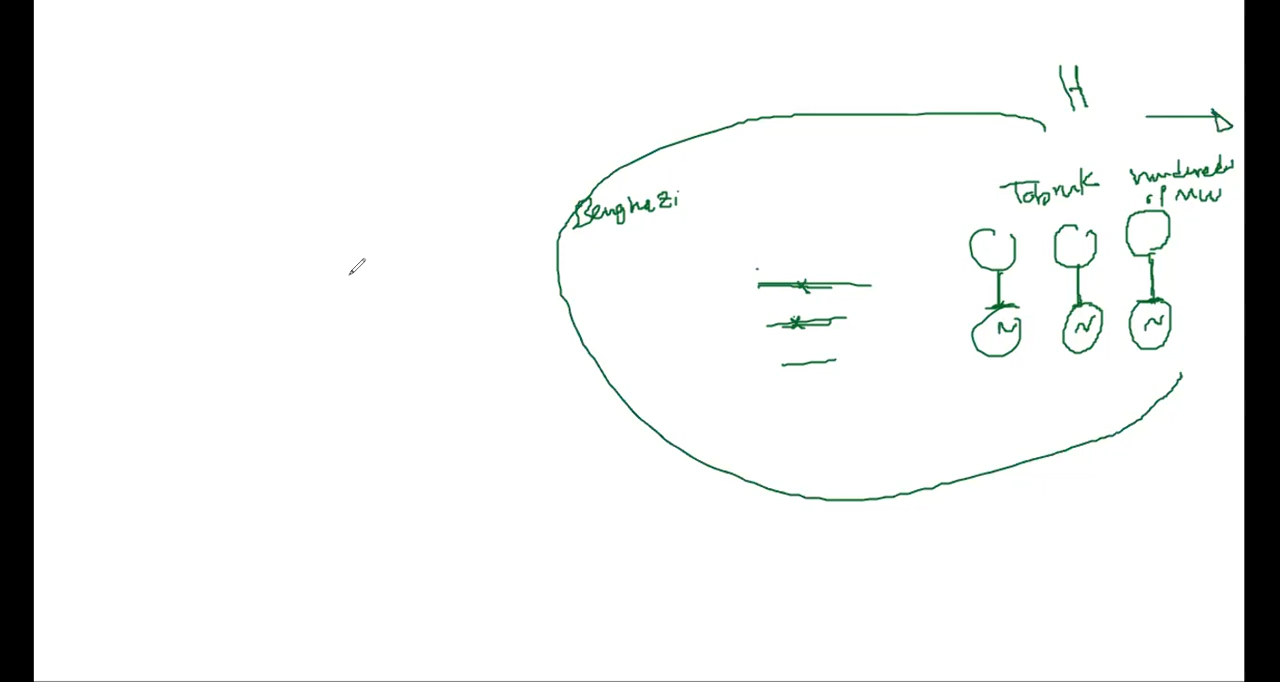 H
Tobruk
Hundreds
of MW
Benghazi
~ ~ ~